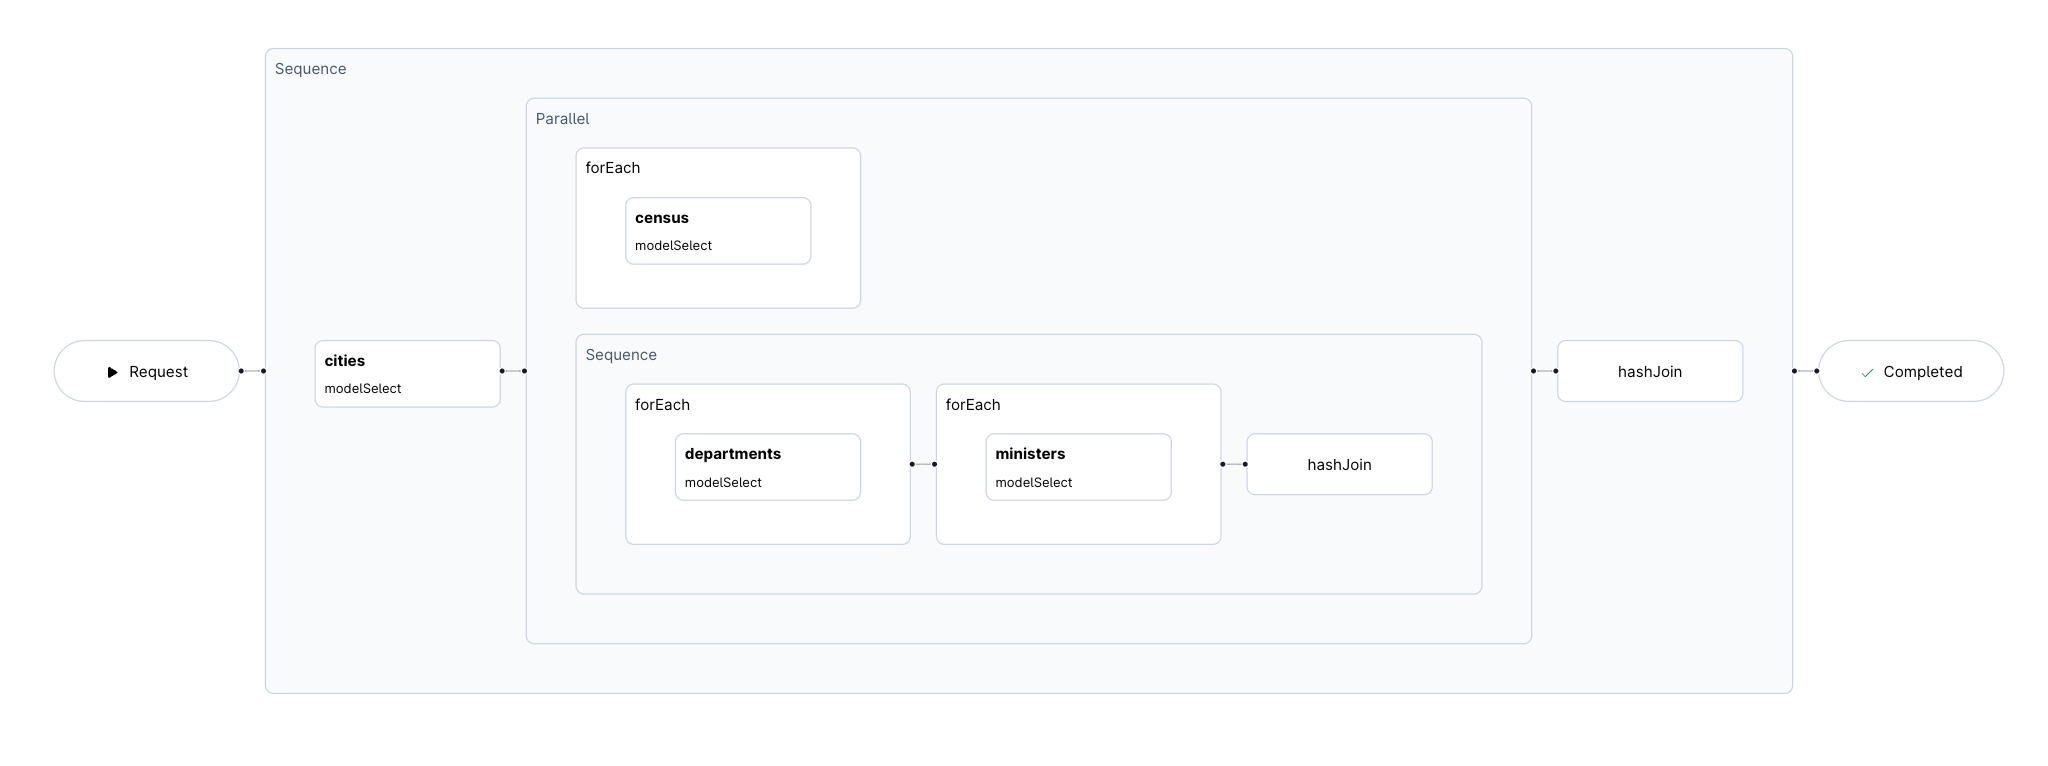 Sequence
Parallel
forEach
census
modelSelect
Request
cities
modelSelect
Sequence
forEach
departments
modelSelect
forEach
ministers
modelSelect
hashJoin
hashJoin
Completed